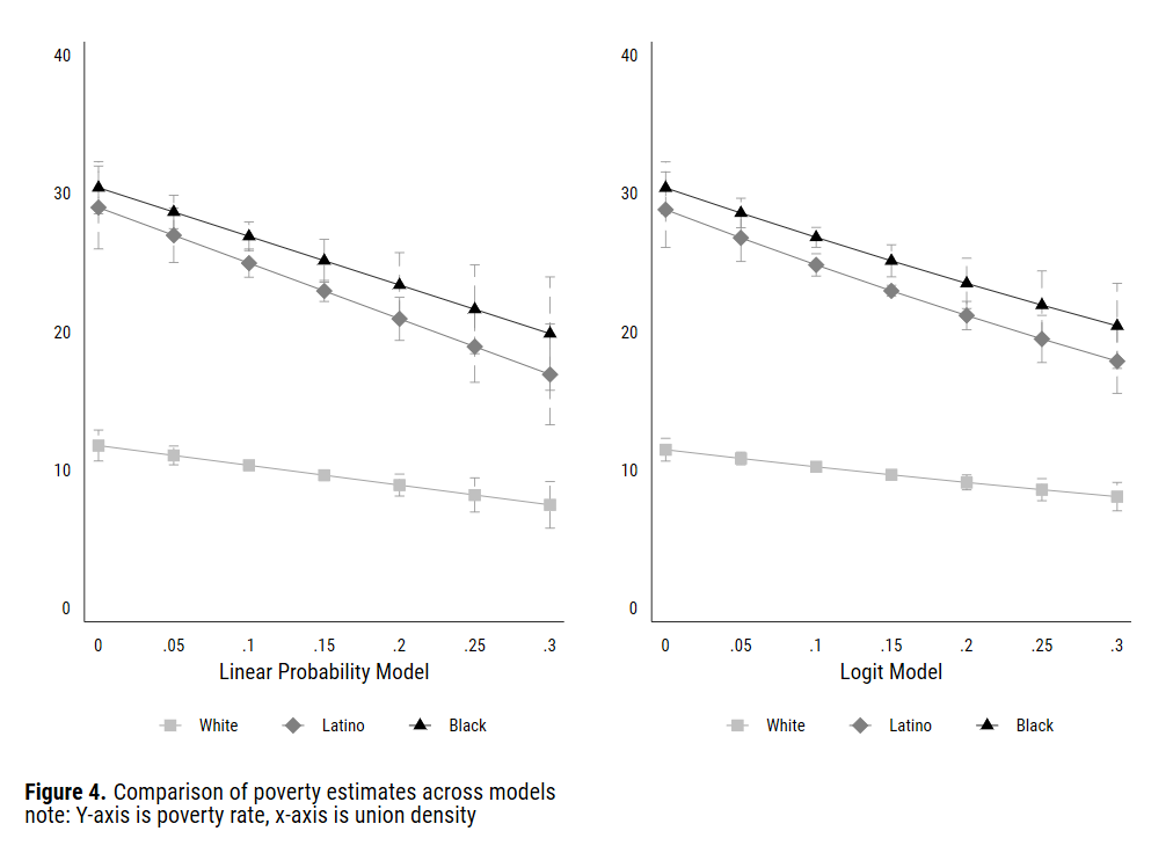 40
30
20
10
0
0 .05 .1 .15 .2 .25 .3
Linear Probability Model
White Latino Black
40
30
20
10
0
0 .05 .1 .15 .2 .25 .3
Logit Model
White Latino Black
Figure 4. Comparison of poverty estimates across models
note: Y-axis is poverty rate, x-axis is union density